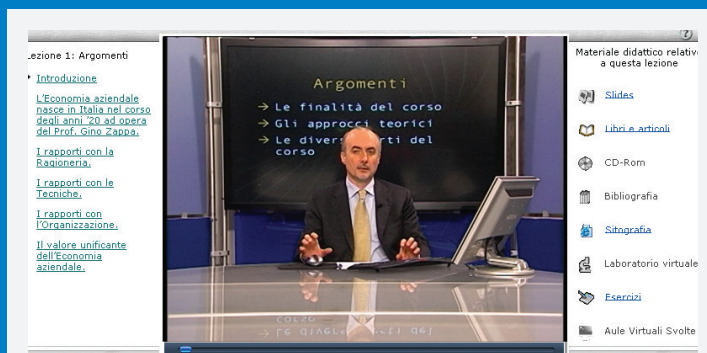 Lezione 1: Argomenti
Introduzione
L'Economia aziendale
nasce in Italia nel corso
degli anni '20 ad opera
del Prof. Gino Zappa.
I rapporti con la
Ragioneria.
I rapporti con le
Tecniche.
I rapporti con
l'Organizzazione.
Il valore unificante
dell'Economia
aziendale.
Argomenti
→ Le finalità del corso
→ Gli approcci teorici
→ Le diver rti del
corso
Materiale didattico relativo
a questa lezione
?
Slides
Libri e articoli
CD-Rom
Bibliografia
Sitografia
Laboratorio virtuale
Esercizi
Aule Virtuali Svolte